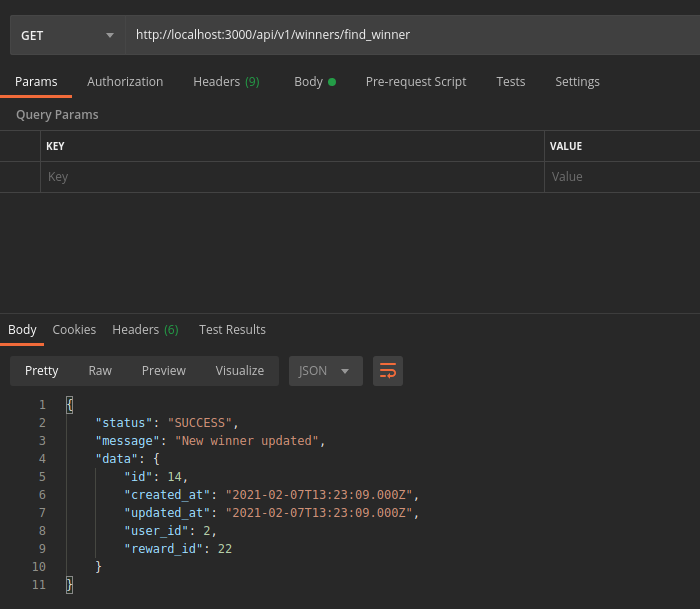 GET http://localhost:3000/api/v1/winners/find_winner
Params Authorization Headers (9) Body Pre-request Script Tests Settings
Query Params
KEY VALUE
Key Value
Body Cookies Headers (6) Test Results
Pretty Raw Preview Visualize JSON
1 {
2 "status": "SUCCESS",
3 "message": "New winner updated",
4 "data": {
5 "id": 14,
6 "created_at": "2021-02-07T13:23:09.000Z",
7 "updated_at": "2021-02-07T13:23:09.000Z",
8 "user_id": 2,
9 "reward_id": 22
10 }
11 }